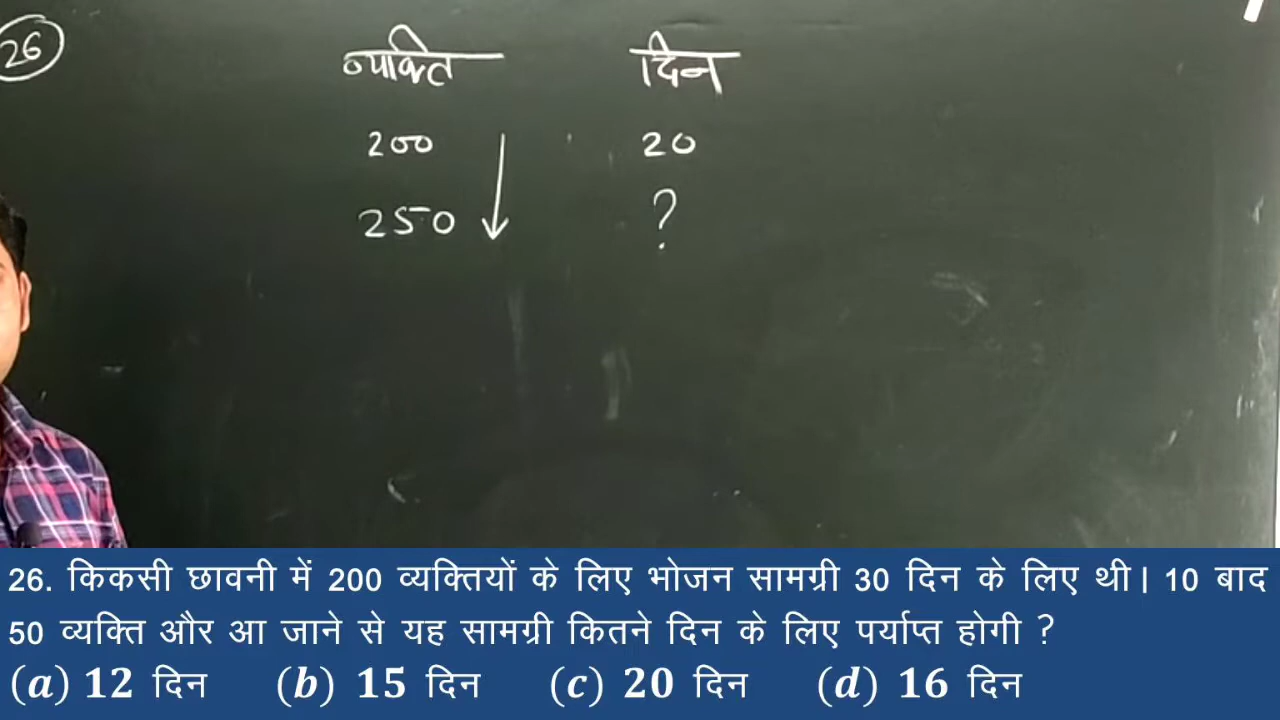 26
व्यक्ति दिन
200 20
250 ?
26. किकसी छावनी में 200 व्यक्तियों के लिए भोजन सामग्री 30 दिन के लिए थी| 10 बाद
50 व्यक्ति और आ जाने से यह सामग्री कितने दिन के लिए पर्याप्त होगी ?
(a) 12 दिन (b) 15 दिन (c) 20 दिन (d) 16 दिन